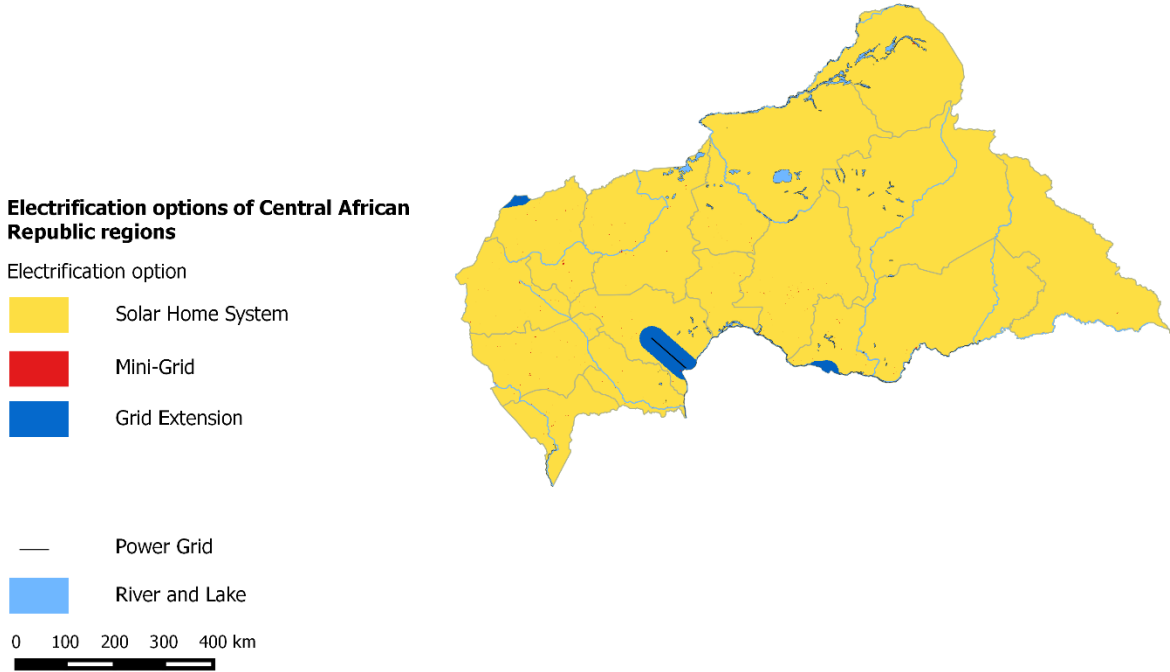 Electrification options of Central African
Republic regions
Electrification option
Solar Home System
Mini-Grid
Grid Extension
Power Grid
River and Lake
0 100 200 300 400 km